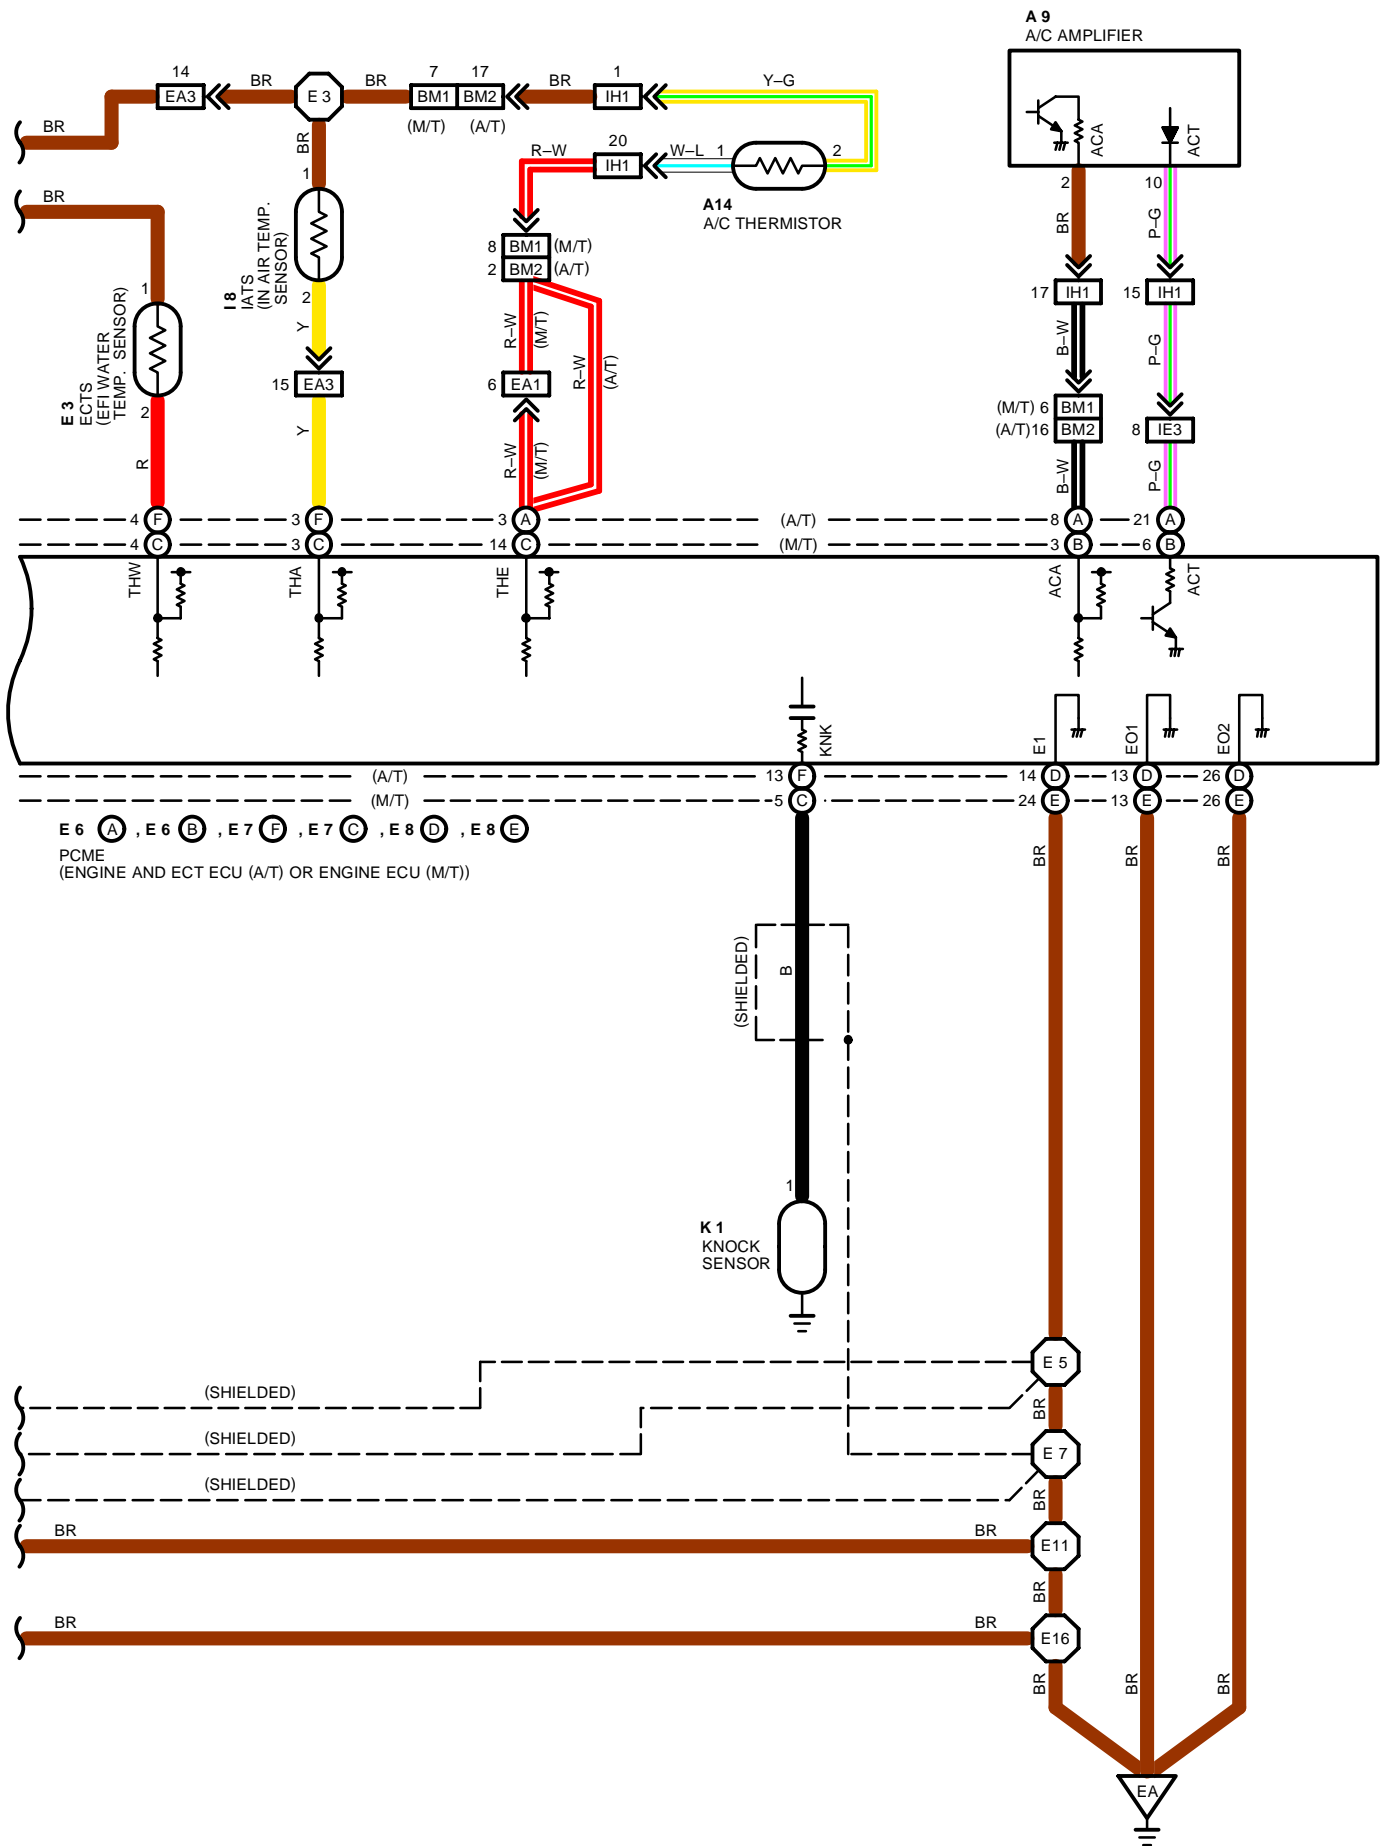 A 9
A/C AMPLIFIER
14
7
17
1
BR
BR
BR
Y–G
EA3
E 3
BM1
BM2
IH1
(M/T)
(A/T)
BR
BR
ACA
ACT
R–W
20
IH1
W–L
1
2
1
2
10
BR
A14
A/C THERMISTOR
BR
P–G
8
BM1
(M/T)
2
BM2
(A/T)
I 8
IATS
(IN AIR TEMP.
SENSOR)
1
2
17
IH1
15
IH1
E 3
ECTS
(EFI WATER
TEMP. SENSOR)
Y
R–W
(M/T)
R–W
(A/T)
B–W
P–G
15
EA3
6
EA1
2
(M/T) 6
BM1
(A/T)16
BM2
8
IE3
R
Y
R–W
(M/T)
B–W
P–G
4
F
3
F
3
A
(A/T)
8
A
21
A
4
C
3
C
14
C
(M/T)
3
B
6
B
THW
THA
THE
ACA
ACT
KNK
E1
EO1
EO2
(A/T)
13
F
14
D
13
D
26
D
(M/T)
5
C
24
E
13
E
26
E
E 6 A , E 6 B , E 7 F , E 7 C , E 8 D , E 8 E
PCME
(ENGINE AND ECT ECU (A/T) OR ENGINE ECU (M/T))
BR
BR
BR
(SHIELDED)
B
1
K 1
KNOCK
SENSOR
E 5
(SHIELDED)
BR
(SHIELDED)
E 7
(SHIELDED)
BR
BR
BR
E11
BR
BR
BR
E16
BR
BR
BR
EA